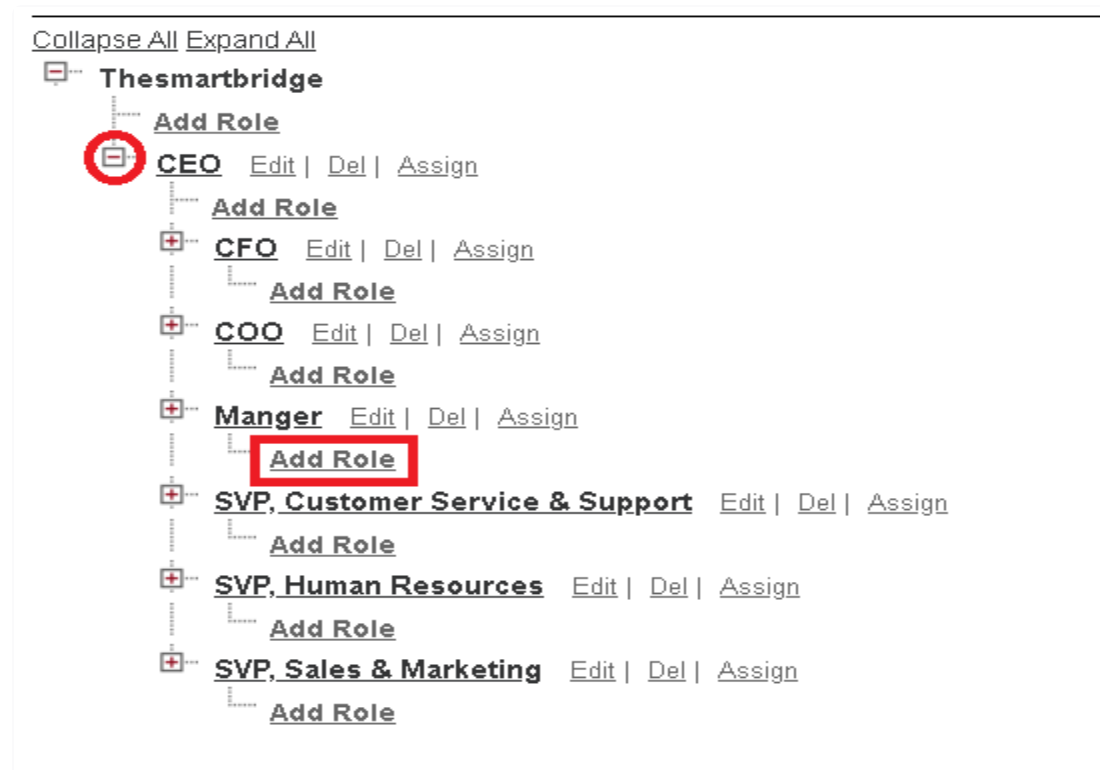 Collapse All Expand All
Thesmartbridge
Add Role
CEO Edit | Del | Assign
Add Role
CFO Edit | Del | Assign
Add Role
COO Edit | Del | Assign
Add Role
Manger Edit | Del | Assign
Add Role
SVP, Customer Service & Support Edit | Del | Assign
Add Role
SVP, Human Resources Edit | Del | Assign
Add Role
SVP, Sales & Marketing Edit | Del | Assign
Add Role